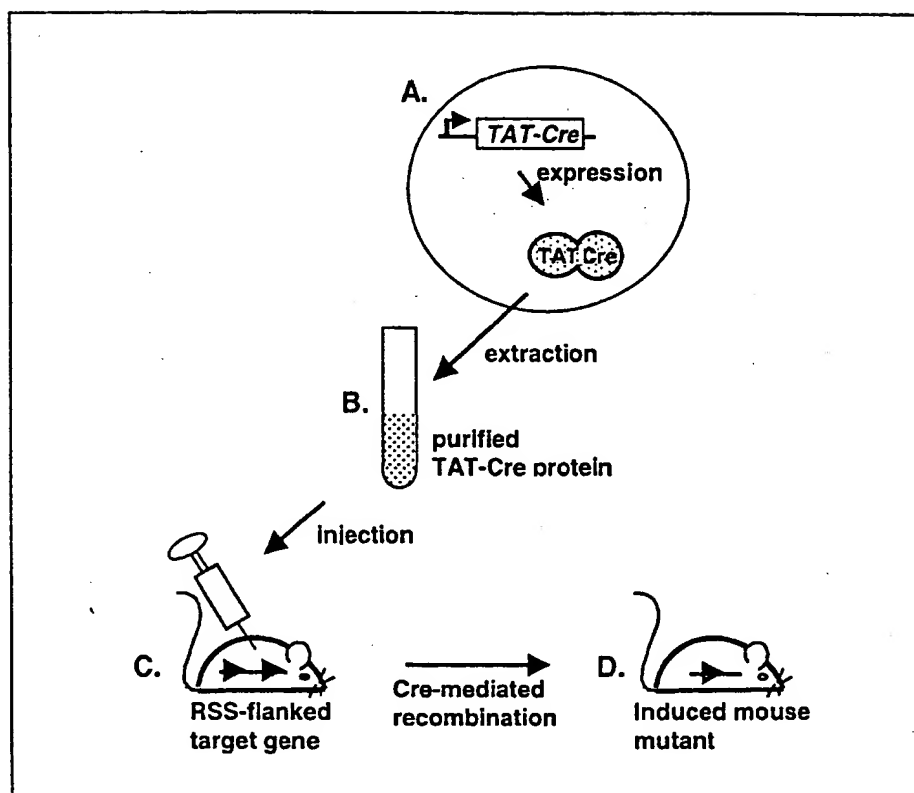 A.
TAT-Cre
expression
TAT Cre
extraction
B.
purified
TAT-Cre protein
injection
C.
RSS-flanked
target gene
Cre-mediated
recombination
D.
Induced mouse
mutant